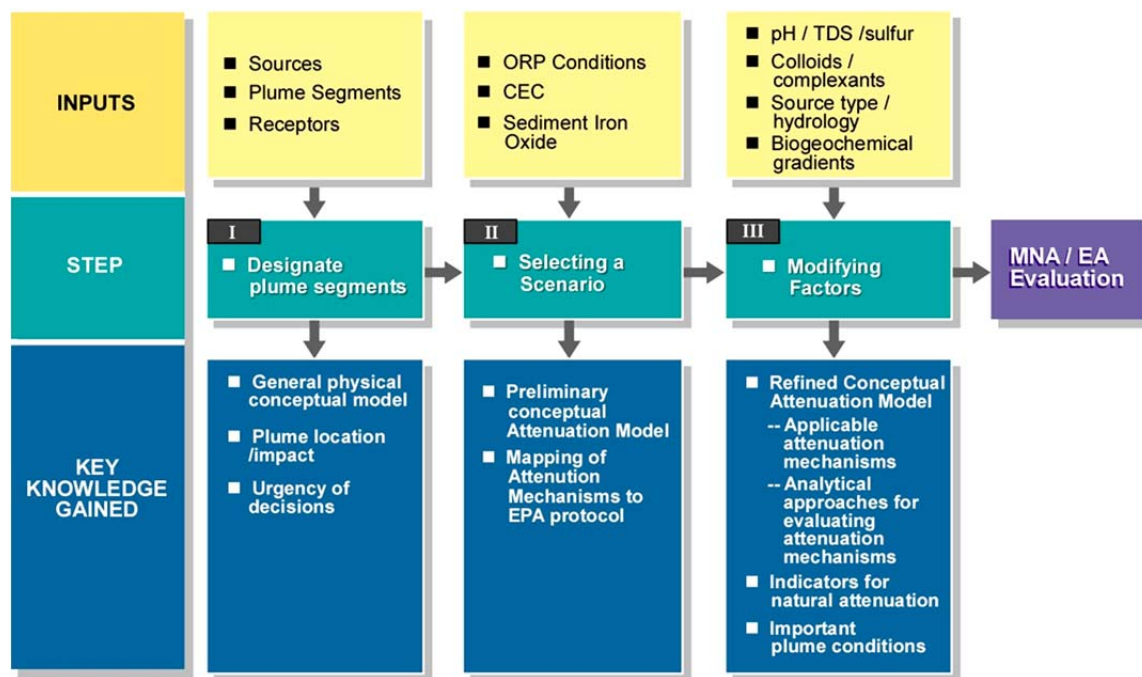 INPUTS
Sources
Plume Segments
Receptors
ORP Conditions
CEC
Sediment Iron
Oxide
pH / TDS /sulfur
Colloids /
complexants
Source type /
hydrology
Biogeochemical
gradients
STEP
I
Designate
plume segments
II
Selecting a
Scenario
III
Modifying
Factors
MNA / EA
Evaluation
KEY
KNOWLEDGE
GAINED
General physical
conceptual model
Plume location
/impact
Urgency of
decisions
Preliminary
conceptual
Attenuation Model
Mapping of
Attenution
Mechanisms to
EPA protocol
Refined Conceptual
Attenuation Model
-- Applicable
attenuation
mechanisms
-- Analytical
approaches for
evaluating
attenuation
mechanisms
Indicators for
natural attenuation
Important
plume conditions